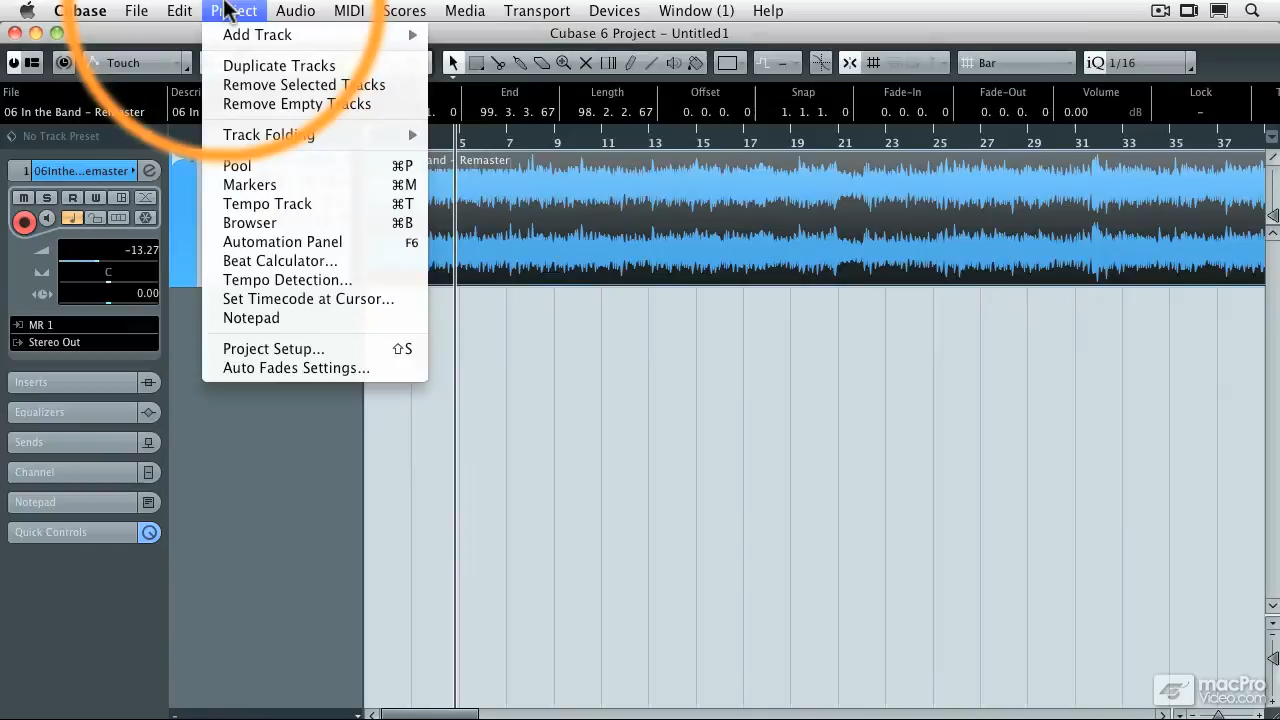 Cubase File Edit Project Audio MIDI Scores Media Transport Devices Window (1) Help
Cubase 6 Project - Untitled1
Touch
Bar
iQ 1/16
File
End Length Offset Snap Fade-In Fade-Out Volume Lock
06 In the Band - Remaster
06 In
0 99. 3. 3. 67 98. 2. 2. 67 0. 0. 0. 0 1. 1. 1. 0 0. 0. 0. 0 0. 0. 0. 0 0.00 dB –
No Track Preset
5 7 9 11 13 15 17 19 21 23 25 27 29 31 33 35 37
and - Remaster
1 06Inthe...emaster
M S R W
-13.27
C
0.00
MR 1
Stereo Out
Inserts
Equalizers
Sends
Channel
Notepad
Quick Controls
Add Track
Duplicate Tracks
Remove Selected Tracks
Remove Empty Tracks
Track Folding
Pool ⌘P
Markers ⌘M
Tempo Track ⌘T
Browser ⌘B
Automation Panel F6
Beat Calculator...
Tempo Detection...
Set Timecode at Cursor...
Notepad
Project Setup... ⇧S
Auto Fades Settings...
macPro
Video.com